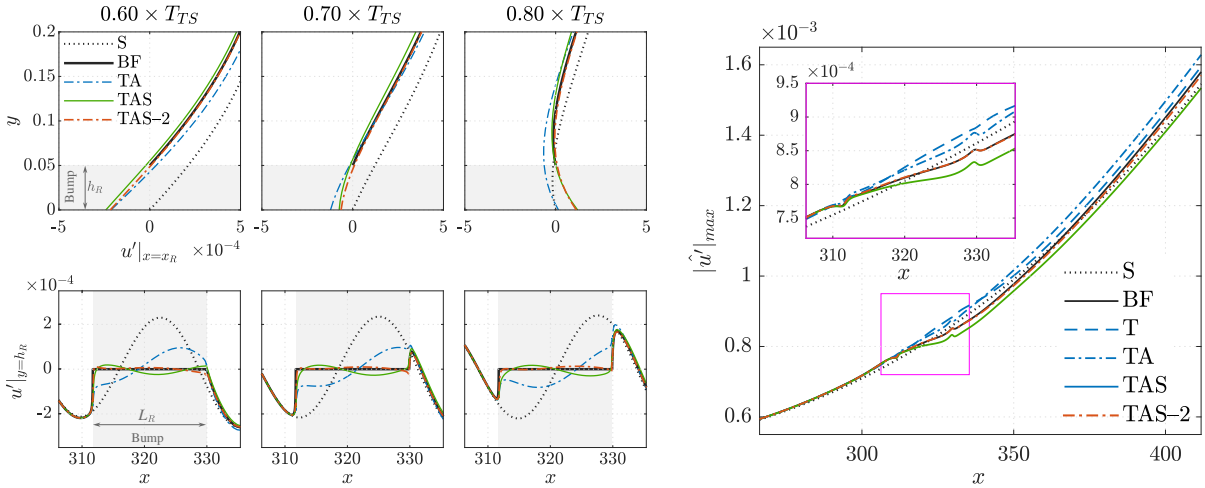 0.60 × T_TS
0.70 × T_TS
0.80 × T_TS
0.2
0.15
0.1
0.05
0
y
S
BF
TA
TAS
TAS–2
Bump
h_R
-5
0
5
-5
0
5
-5
0
5
u′|_{x=x_R}
×10⁻⁴
×10⁻⁴
2
0
-2
u′|_{y=h_R}
L_R
Bump
310
320
330
310
320
330
310
320
330
x
x
x
×10⁻³
1.6
1.4
1.2
1
0.8
0.6
|û′|_max
300
350
400
x
×10⁻⁴
9
8.5
8
7.5
310
320
330
x
S
BF
T
TA
TAS
TAS–2